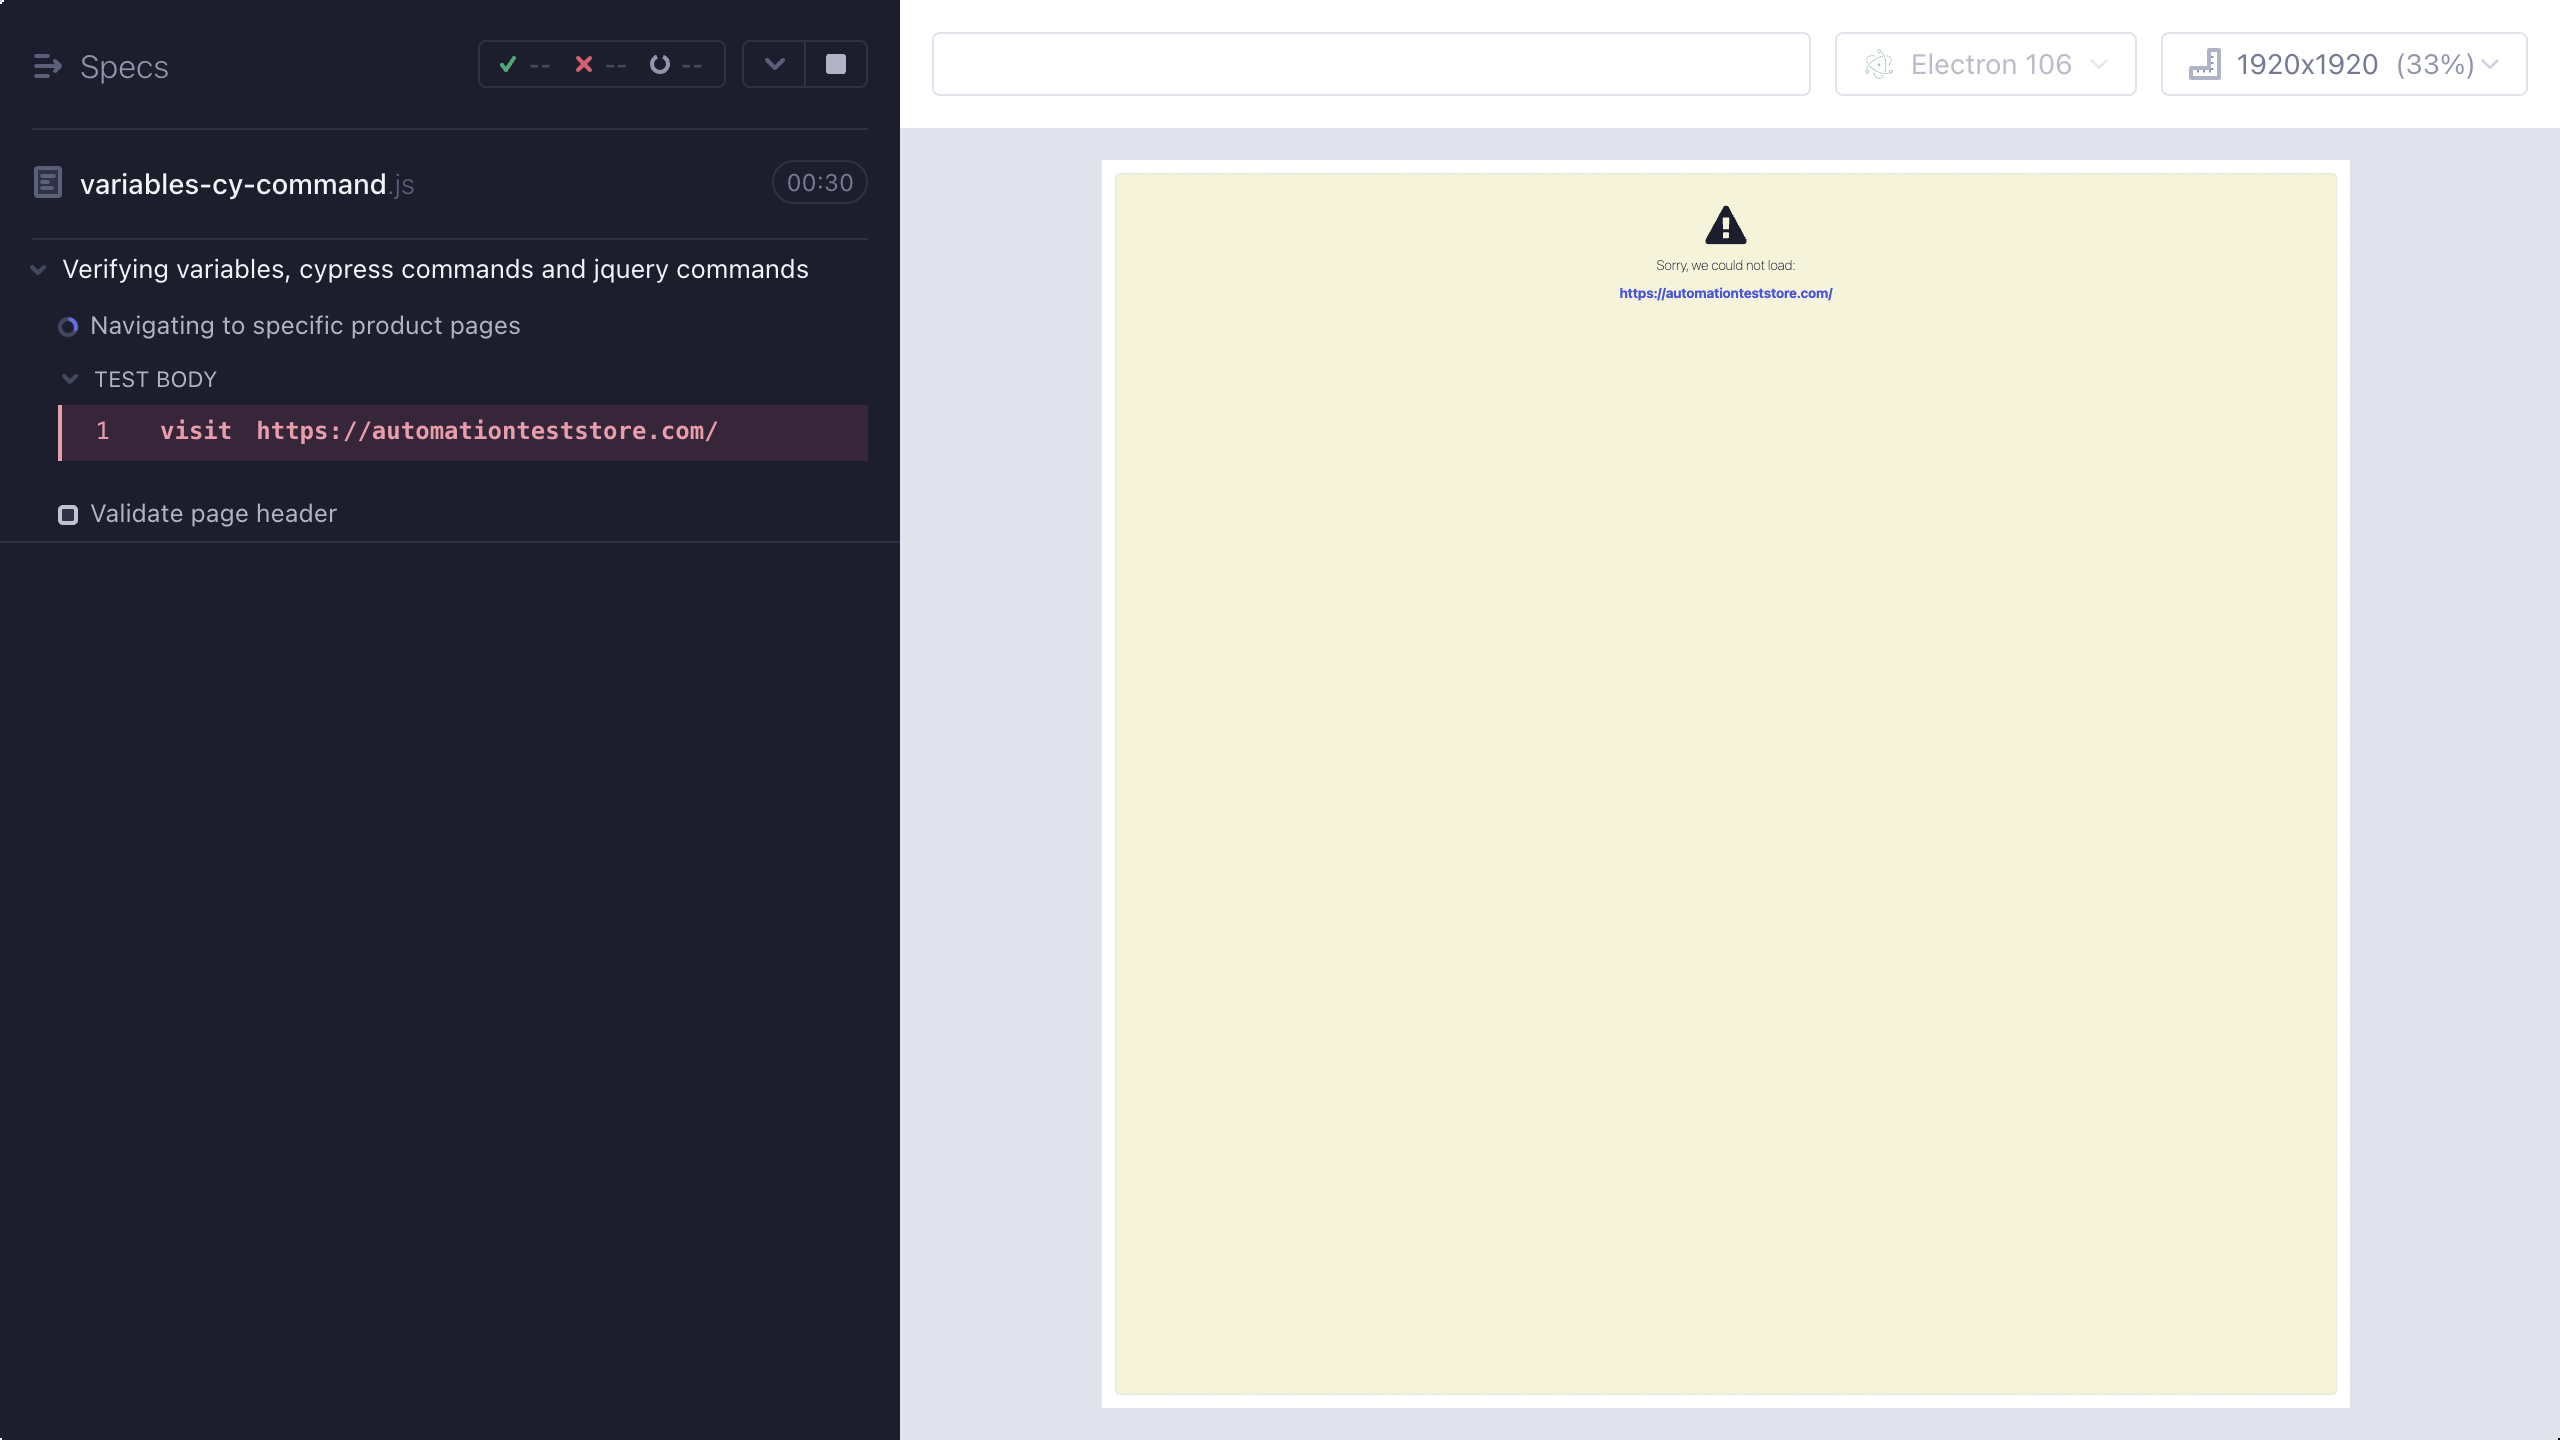 Specs
-- -- --
variables-cy-command.js
00:30
Verifying variables, cypress commands and jquery commands
Navigating to specific product pages
TEST BODY
1 visit https://automationteststore.com/
Validate page header
Electron 106
1920x1920 (33%)
Sorry, we could not load:
https://automationteststore.com/